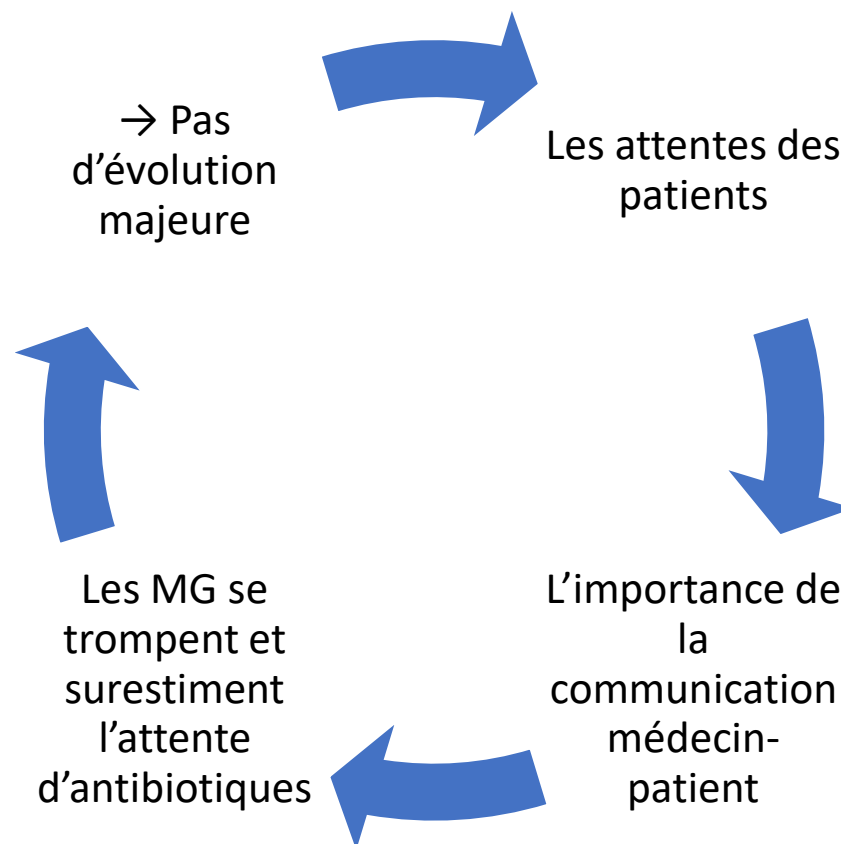 → Pas
d’évolution
majeure
Les attentes des
patients
L’importance de
la
communication
médecin-
patient
Les MG se
trompent et
surestiment
l’attente
d’antibiotiques